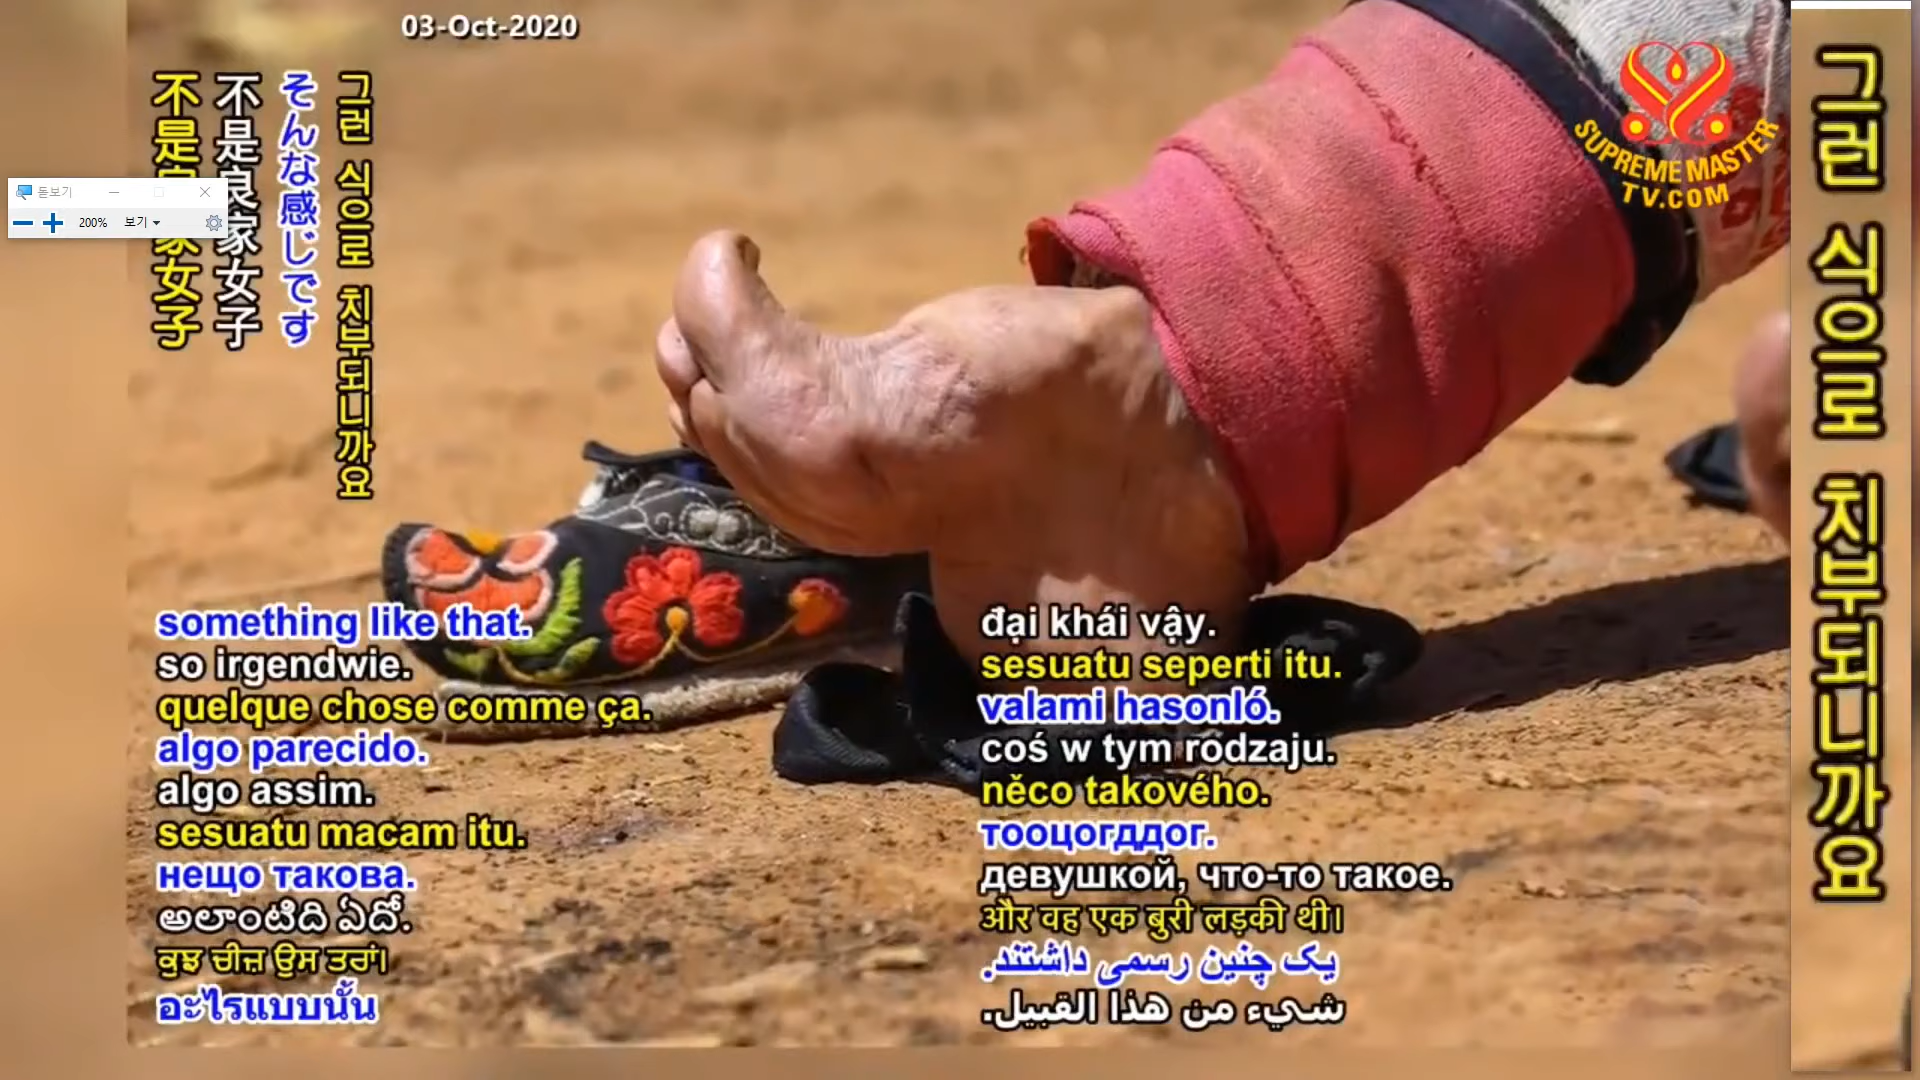 03-Oct-2020
그런 식으로 치부되니까요
そんな感じです
不是良家女子
不是良家女子
돋보기
200%
보기
SUPREME MASTER
TV.COM
그런 식으로 치부되니까요
something like that.
so irgendwie.
quelque chose comme ça.
algo parecido.
algo assim.
sesuatu macam itu.
нещо такова.
అలాంటిది ఏదో.
ਕੁਝ ਚੀਜ਼ ਉਸ ਤਰਾਂ।
อะไรแบบนั้น
đại khái vậy.
sesuatu seperti itu.
valami hasonló.
coś w tym rodzaju.
něco takového.
тооцогддог.
девушкой, что-то такое.
और वह एक बुरी लड़की थी।
یک چنین رسمی داشتند.
شيء من هذا القبيل.